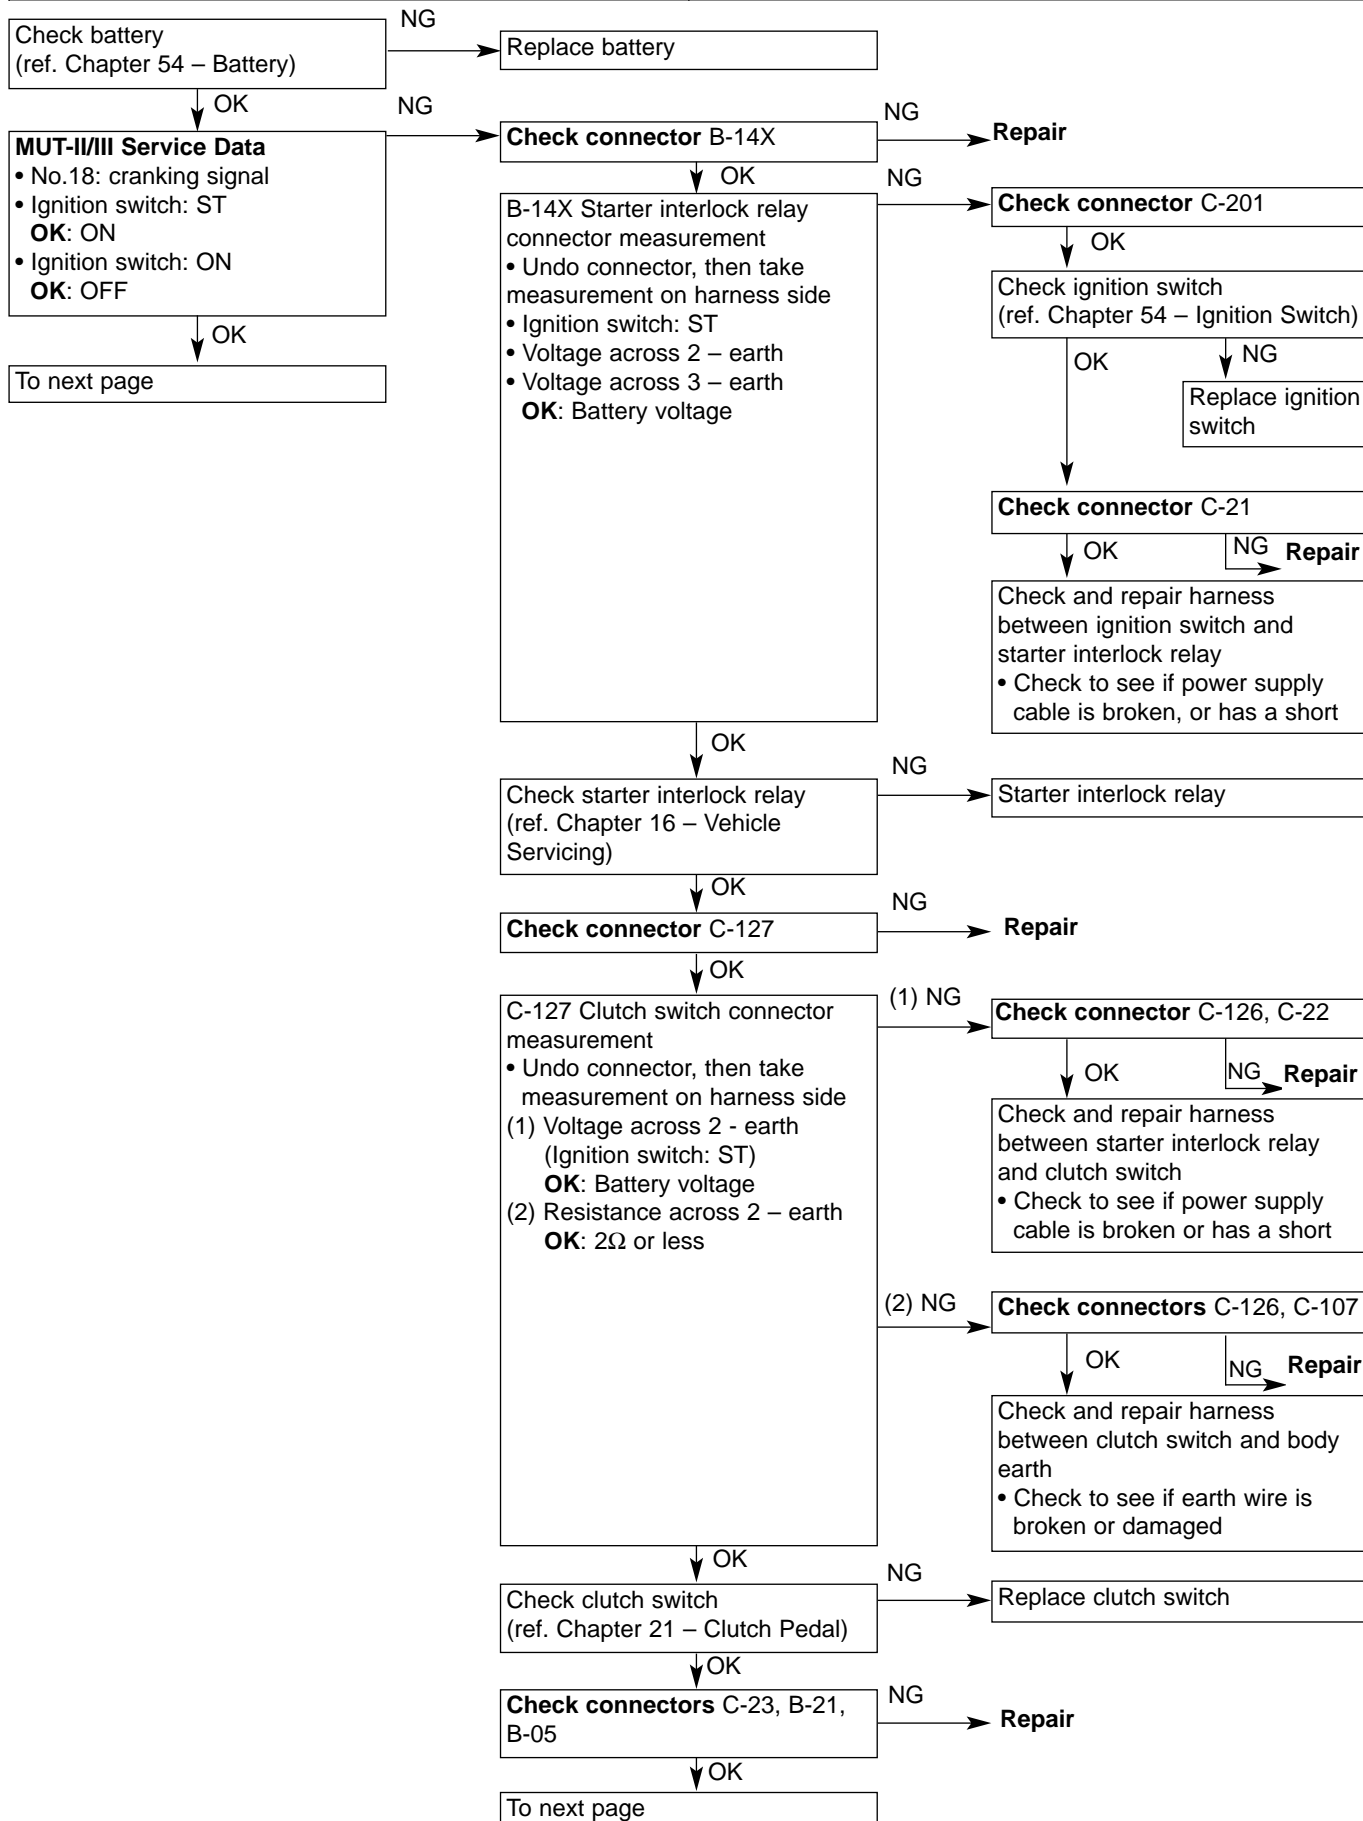 Check battery
(ref. Chapter 54 – Battery)
NG
Replace battery
OK
NG
MUT-II/III Service Data
• No.18: cranking signal
• Ignition switch: ST
OK: ON
• Ignition switch: ON
OK: OFF
OK
To next page
Check connector B-14X
NG
Repair
OK
NG
B-14X Starter interlock relay
connector measurement
• Undo connector, then take
measurement on harness side
• Ignition switch: ST
• Voltage across 2 – earth
• Voltage across 3 – earth
OK: Battery voltage
Check connector C-201
OK
Check ignition switch
(ref. Chapter 54 – Ignition Switch)
OK
NG
Replace ignition
switch
Check connector C-21
OK
NG
Repair
Check and repair harness
between ignition switch and
starter interlock relay
• Check to see if power supply
cable is broken, or has a short
OK
NG
Check starter interlock relay
(ref. Chapter 16 – Vehicle
Servicing)
Starter interlock relay
OK
NG
Check connector C-127
Repair
OK
C-127 Clutch switch connector
measurement
• Undo connector, then take
measurement on harness side
(1) Voltage across 2 - earth
(Ignition switch: ST)
OK: Battery voltage
(2) Resistance across 2 – earth
OK: 2Ω or less
(1) NG
Check connector C-126, C-22
OK
NG
Repair
Check and repair harness
between starter interlock relay
and clutch switch
• Check to see if power supply
cable is broken or has a short
(2) NG
Check connectors C-126, C-107
OK
NG
Repair
Check and repair harness
between clutch switch and body
earth
• Check to see if earth wire is
broken or damaged
OK
NG
Check clutch switch
(ref. Chapter 21 – Clutch Pedal)
Replace clutch switch
OK
NG
Check connectors C-23, B-21,
B-05
Repair
OK
To next page